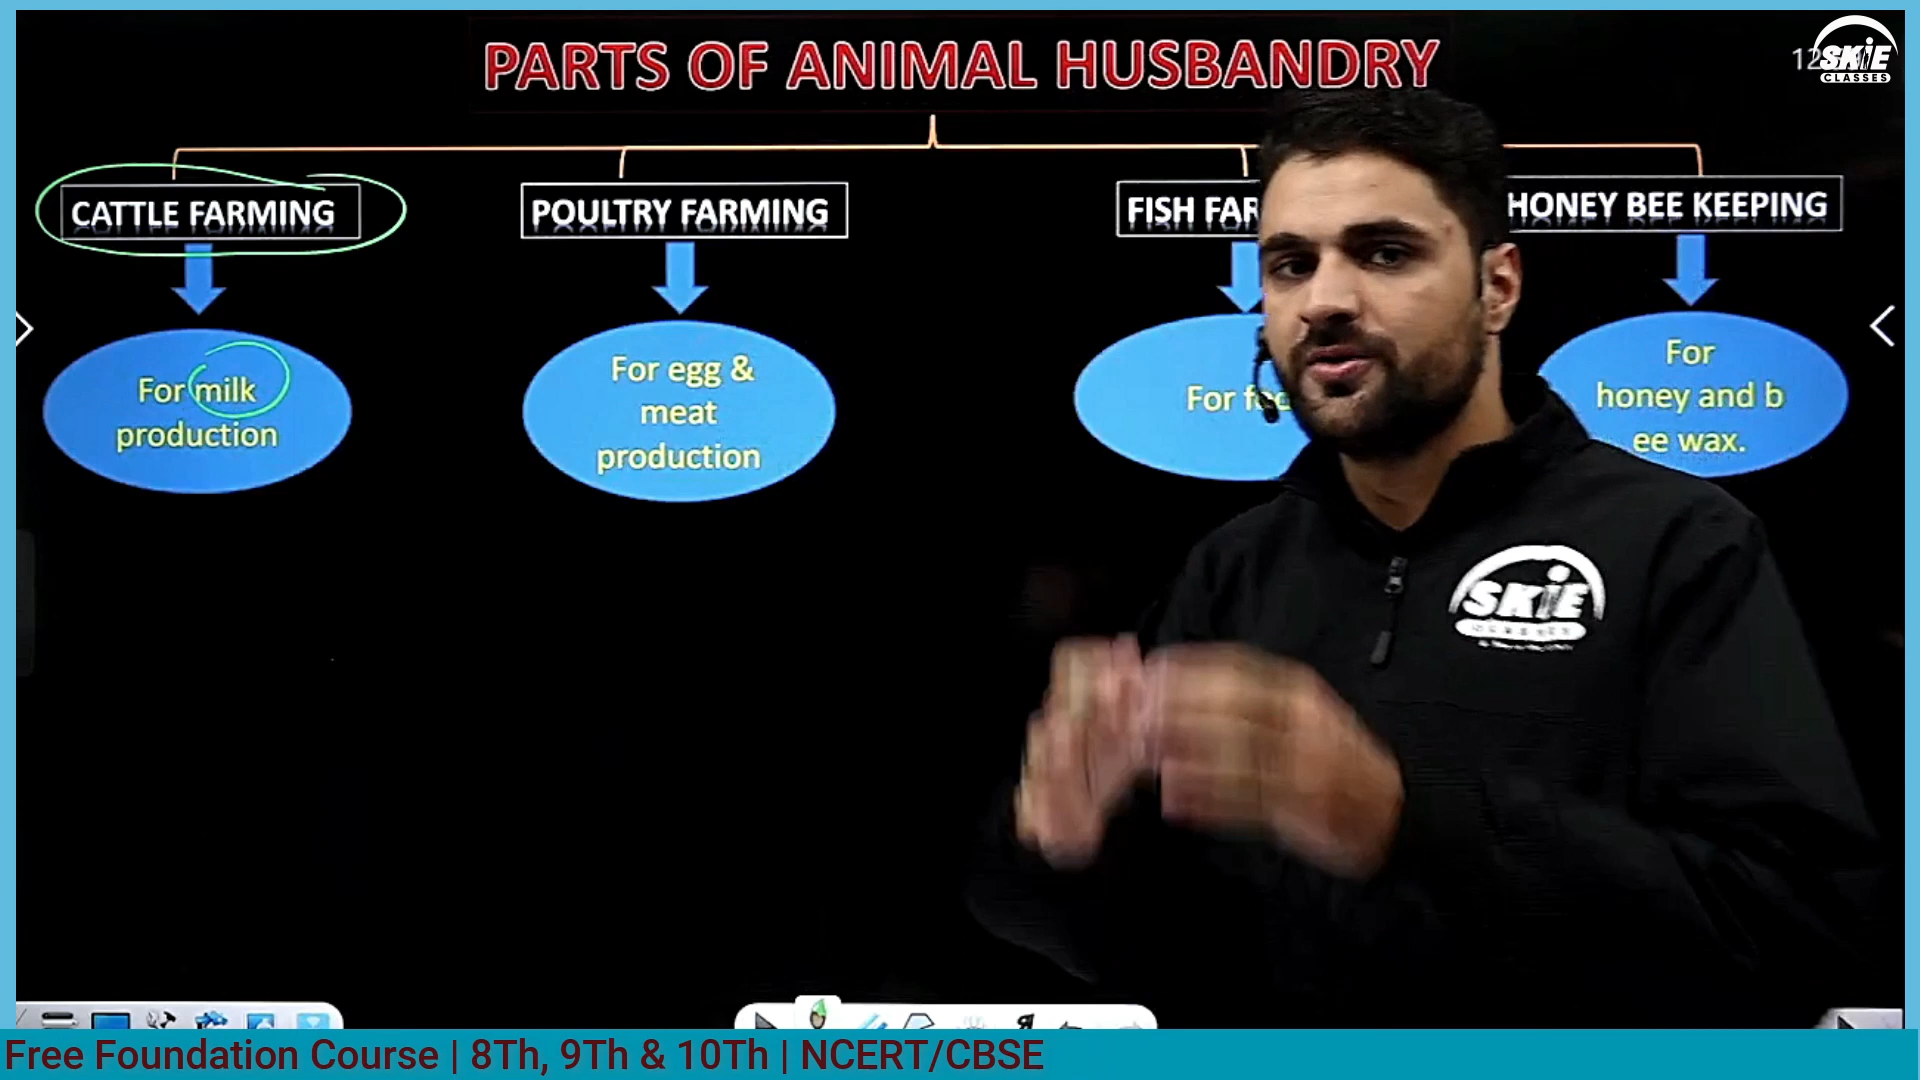 PARTS OF ANIMAL HUSBANDRY
12
SKiE
CLASSES
CATTLE FARMING
POULTRY FARMING
FISH FAR
HONEY BEE KEEPING
For milk
production
For egg &
meat
production
For
For
honey and b
ee wax.
SKiE
Free Foundation Course | 8Th, 9Th & 10Th | NCERT/CBSE